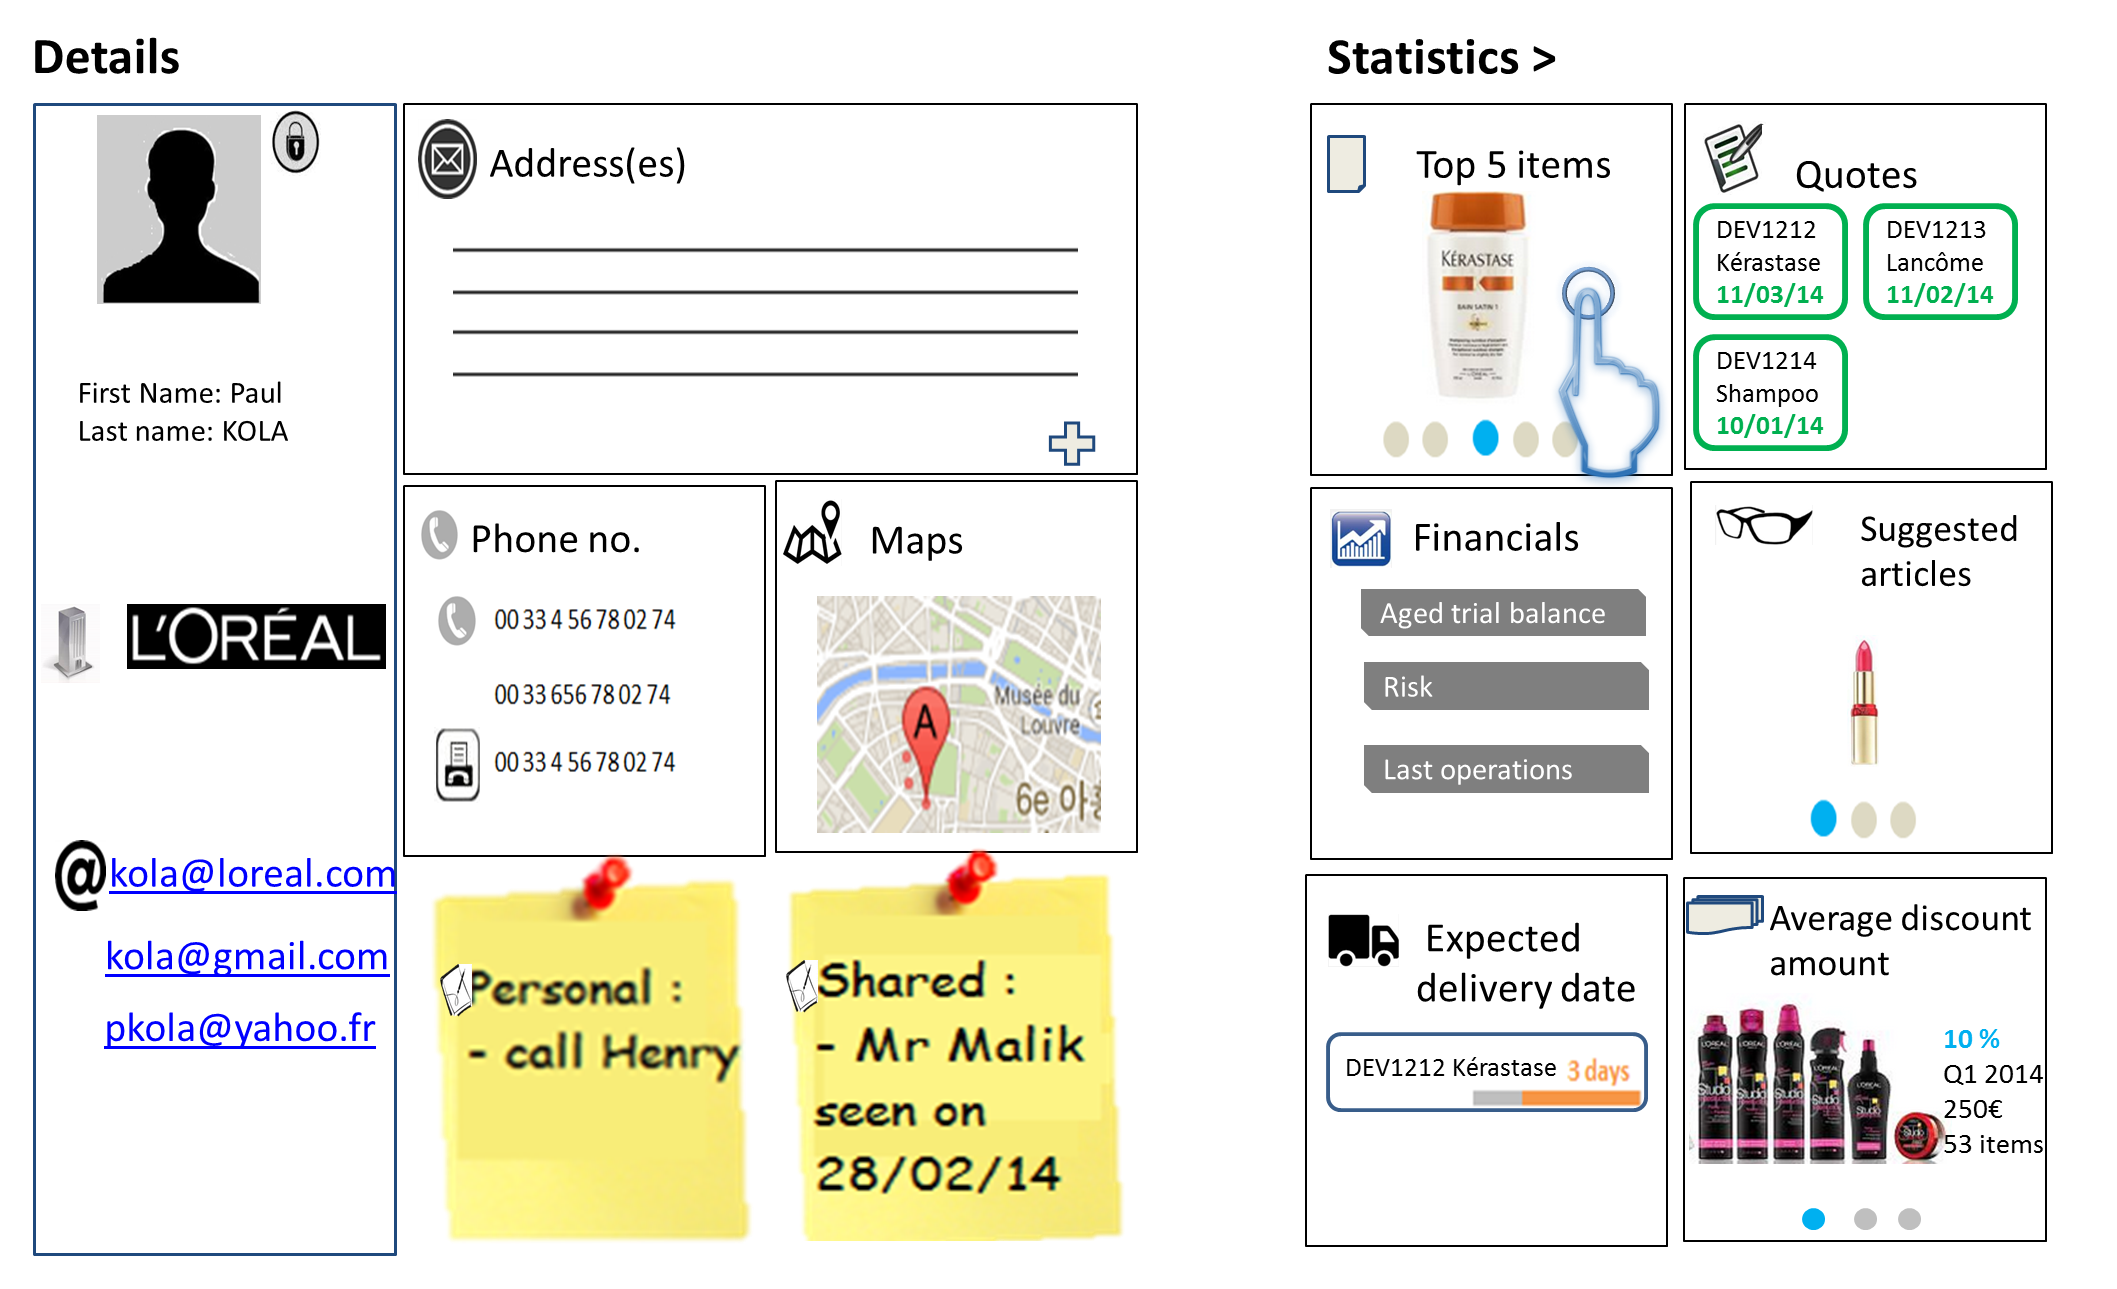 Details
First Name: Paul
Last name: KOLA
L'ORÉAL
@kola@loreal.com
kola@gmail.com
pkola@yahoo.fr
Address(es)
Phone no.
00 33 4 56 78 02 74
00 33 656 78 02 74
00 33 4 56 78 02 74
Maps
Musée du
Louvre
A
6e
Personal :
- call Henry
Shared :
- Mr Malik
seen on
28/02/14
Statistics >
Top 5 items
KÉRASTASE
BAIN SATIN 1
Quotes
DEV1212
Kérastase
11/03/14
DEV1213
Lancôme
11/02/14
DEV1214
Shampoo
10/01/14
Financials
Aged trial balance
Risk
Last operations
Suggested
articles
Expected
delivery date
DEV1212 Kérastase 3 days
Average discount
amount
10 %
Q1 2014
250€
53 items